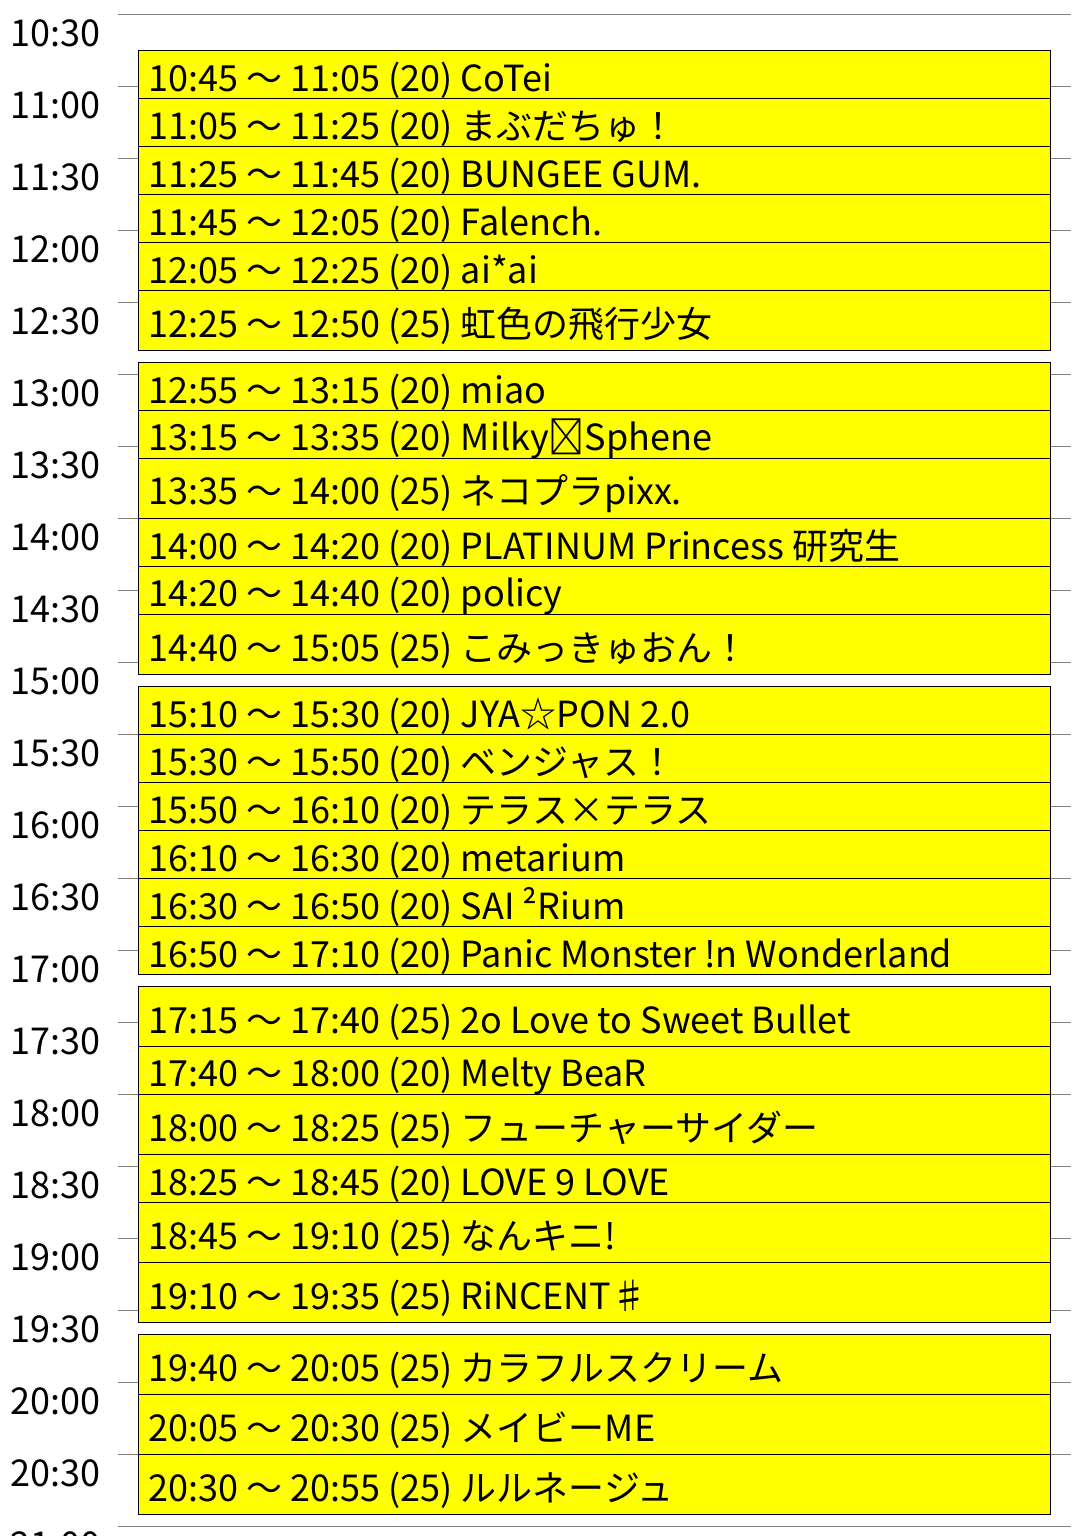 10:30
10:45 ～ 11:05 (20) CoTei
11:00
11:05 ～ 11:25 (20) まぶだちゅ！
11:30
11:25 ～ 11:45 (20) BUNGEE GUM.
11:45 ～ 12:05 (20) Falench.
12:00
12:05 ～ 12:25 (20) ai*ai
12:30
12:25 ～ 12:50 (25) 虹色の飛行少女
13:00
12:55 ～ 13:15 (20) miao
13:15 ～ 13:35 (20) Milky Sphene
13:30
13:35 ～ 14:00 (25) ネコプラpixx.
14:00
14:00 ～ 14:20 (20) PLATINUM Princess 研究生
14:20 ～ 14:40 (20) policy
14:30
14:40 ～ 15:05 (25) こみっきゅおん！
15:00
15:10 ～ 15:30 (20) JYA☆PON 2.0
15:30
15:30 ～ 15:50 (20) ベンジャス！
15:50 ～ 16:10 (20) テラス×テラス
16:00
16:10 ～ 16:30 (20) metarium
16:30
16:30 ～ 16:50 (20) SAI ²Rium
16:50 ～ 17:10 (20) Panic Monster !n Wonderland
17:00
17:15 ～ 17:40 (25) 2o Love to Sweet Bullet
17:30
17:40 ～ 18:00 (20) Melty BeaR
18:00
18:00 ～ 18:25 (25) フューチャーサイダー
18:30
18:25 ～ 18:45 (20) LOVE 9 LOVE
18:45 ～ 19:10 (25) なんキニ!
19:00
19:10 ～ 19:35 (25) RiNCENT♯
19:30
19:40 ～ 20:05 (25) カラフルスクリーム
20:00
20:05 ～ 20:30 (25) メイビーME
20:30
20:30 ～ 20:55 (25) ルルネージュ